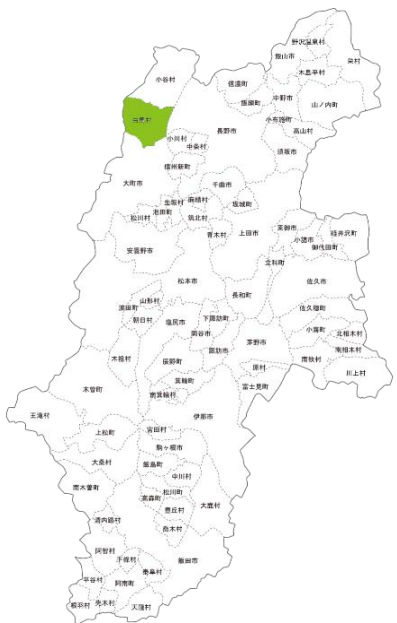 野沢温泉村
栄村
飯山市
小谷村
木島平村
信濃町
中野市
山ノ内町
飯綱町
白馬村
小布施町
長野市
高山村
小川村
中条村
須坂市
信州新町
大町市
千曲市
生坂村
麻績村
坂城町
池田町
松川村
筑北村
東御市
軽井沢町
青木村
上田市
小諸市
御代田町
安曇野市
立科町
松本市
佐久市
山形村
長和町
波田町
下諏訪町
佐久穂町
朝日村
塩尻市
岡谷市
小海町
北相木村
茅野市
諏訪市
南相木村
木祖村
辰野町
原村
南牧村
川上村
箕輪町
富士見町
木曽町
南箕輪村
王滝村
伊那市
上松町
宮田村
駒ヶ根市
大桑村
飯島町
中川村
南木曽町
松川町
高森町
大鹿村
豊丘村
清内路村
喬木村
阿智村
下條村
飯田市
泰阜村
平谷村
阿南町
根羽村
売木村
天龍村